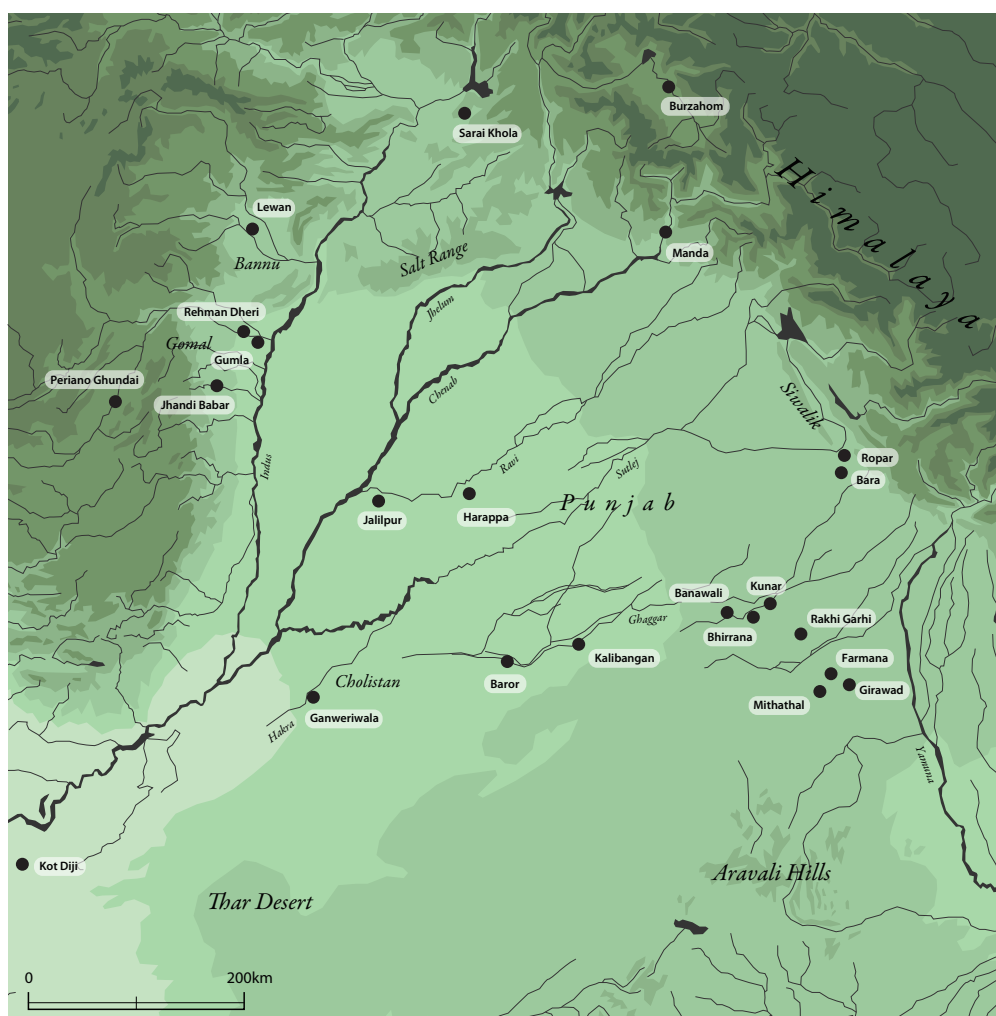 Burzahom
Sarai Khola
Himalaya
Lewan
Salt Range
Manda
Bannu
Jhelum
Rehman Dheri
Gomal
Gumla
Periano Ghundai
Chenab
Jhandi Babar
Siwalik
Indus
Ravi
Sutlej
Ropar
Bara
Punjab
Jalilpur
Harappa
Kunar
Banawali
Ghaggar
Rakhi Garhi
Bhirrana
Kalibangan
Farmana
Baror
Cholistan
Girawad
Mithathal
Ganweriwala
Hakra
Yamuna
Kot Diji
Aravali Hills
Thar Desert
0 200km